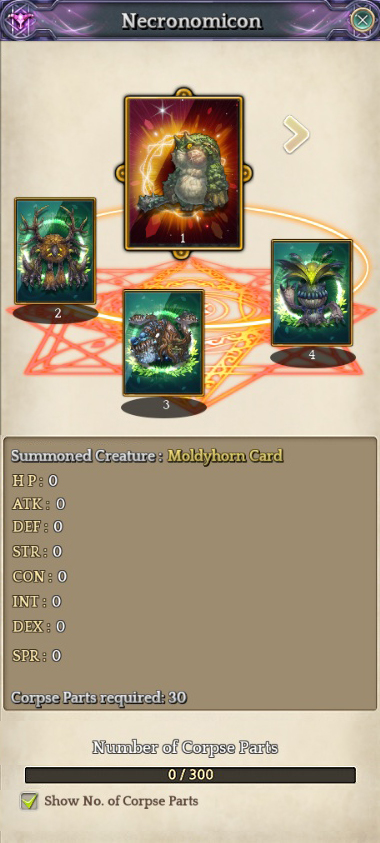 Necronomicon
1
2
4
3
Summoned Creature : Moldyhorn Card
HP : 0
ATK : 0
DEF : 0
STR : 0
CON : 0
INT : 0
DEX : 0
SPR : 0
Corpse Parts required: 30
Number of Corpse Parts
0 / 300
Show No. of Corpse Parts